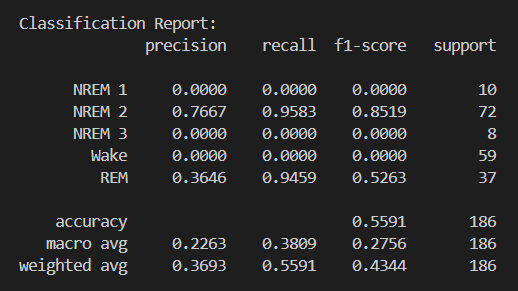 Classification Report:
precision recall f1-score support
NREM 1 0.0000 0.0000 0.0000 10
NREM 2 0.7667 0.9583 0.8519 72
NREM 3 0.0000 0.0000 0.0000 8
Wake 0.0000 0.0000 0.0000 59
REM 0.3646 0.9459 0.5263 37
accuracy 0.5591 186
macro avg 0.2263 0.3809 0.2756 186
weighted avg 0.3693 0.5591 0.4344 186